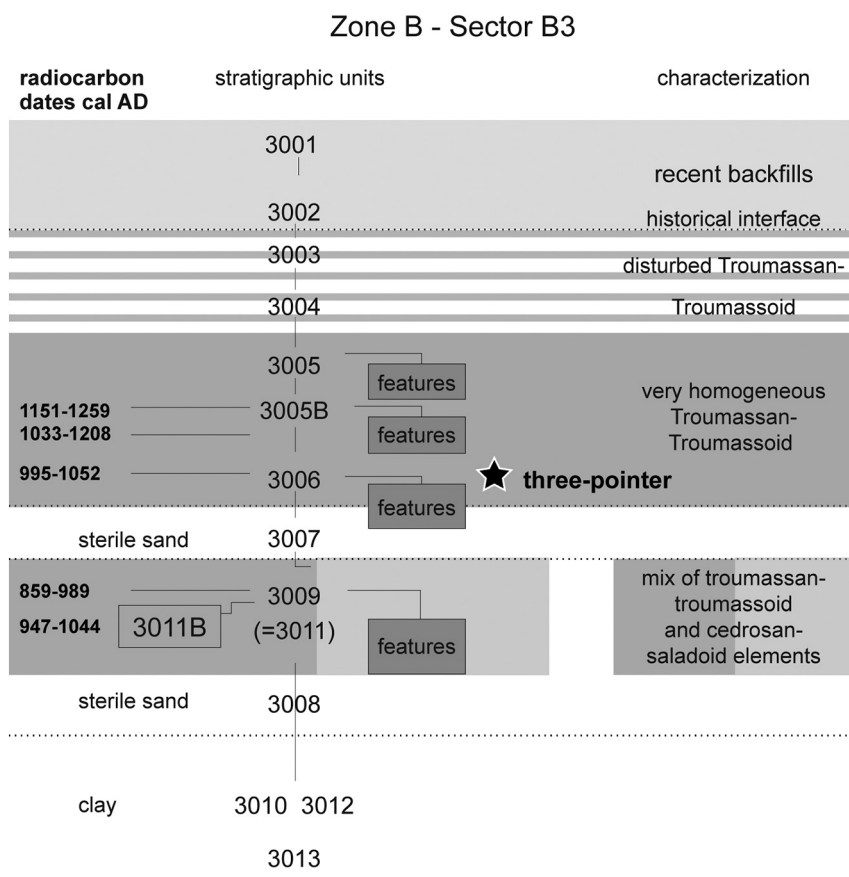 Zone B - Sector B3
radiocarbon
dates cal AD
stratigraphic units
characterization
3001
recent backfills
3002
historical interface
3003
disturbed Troumassan-
3004
Troumassoid
3005
features
very homogeneous
Troumassan-
Troumassoid
1151-1259
3005B
1033-1208
features
995-1052
3006
three-pointer
features
sterile sand
3007
859-989
3009
mix of troumassan-
troumassoid
and cedrosan-
saladoid elements
947-1044
3011B
(=3011)
features
sterile sand
3008
clay
3010 3012
3013